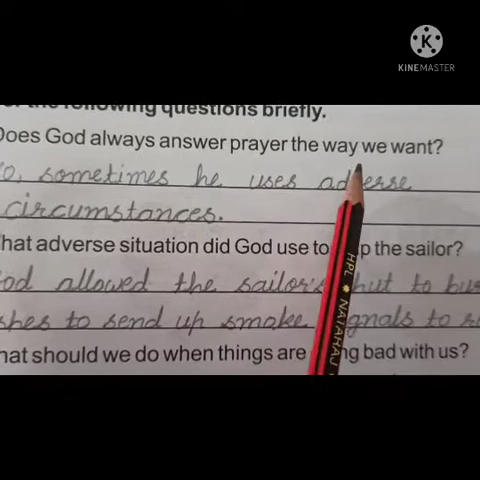 K
KINEMASTER
the following questions briefly.
Does God always answer prayer the way we want?
sometimes he uses adverse
circumstances.
hat adverse situation did God use to p the sailor?
od allowed the sailor's hut to bu
shes to send up smoke gnals to
hat should we do when things are ng bad with us?
HPL NATARAJ